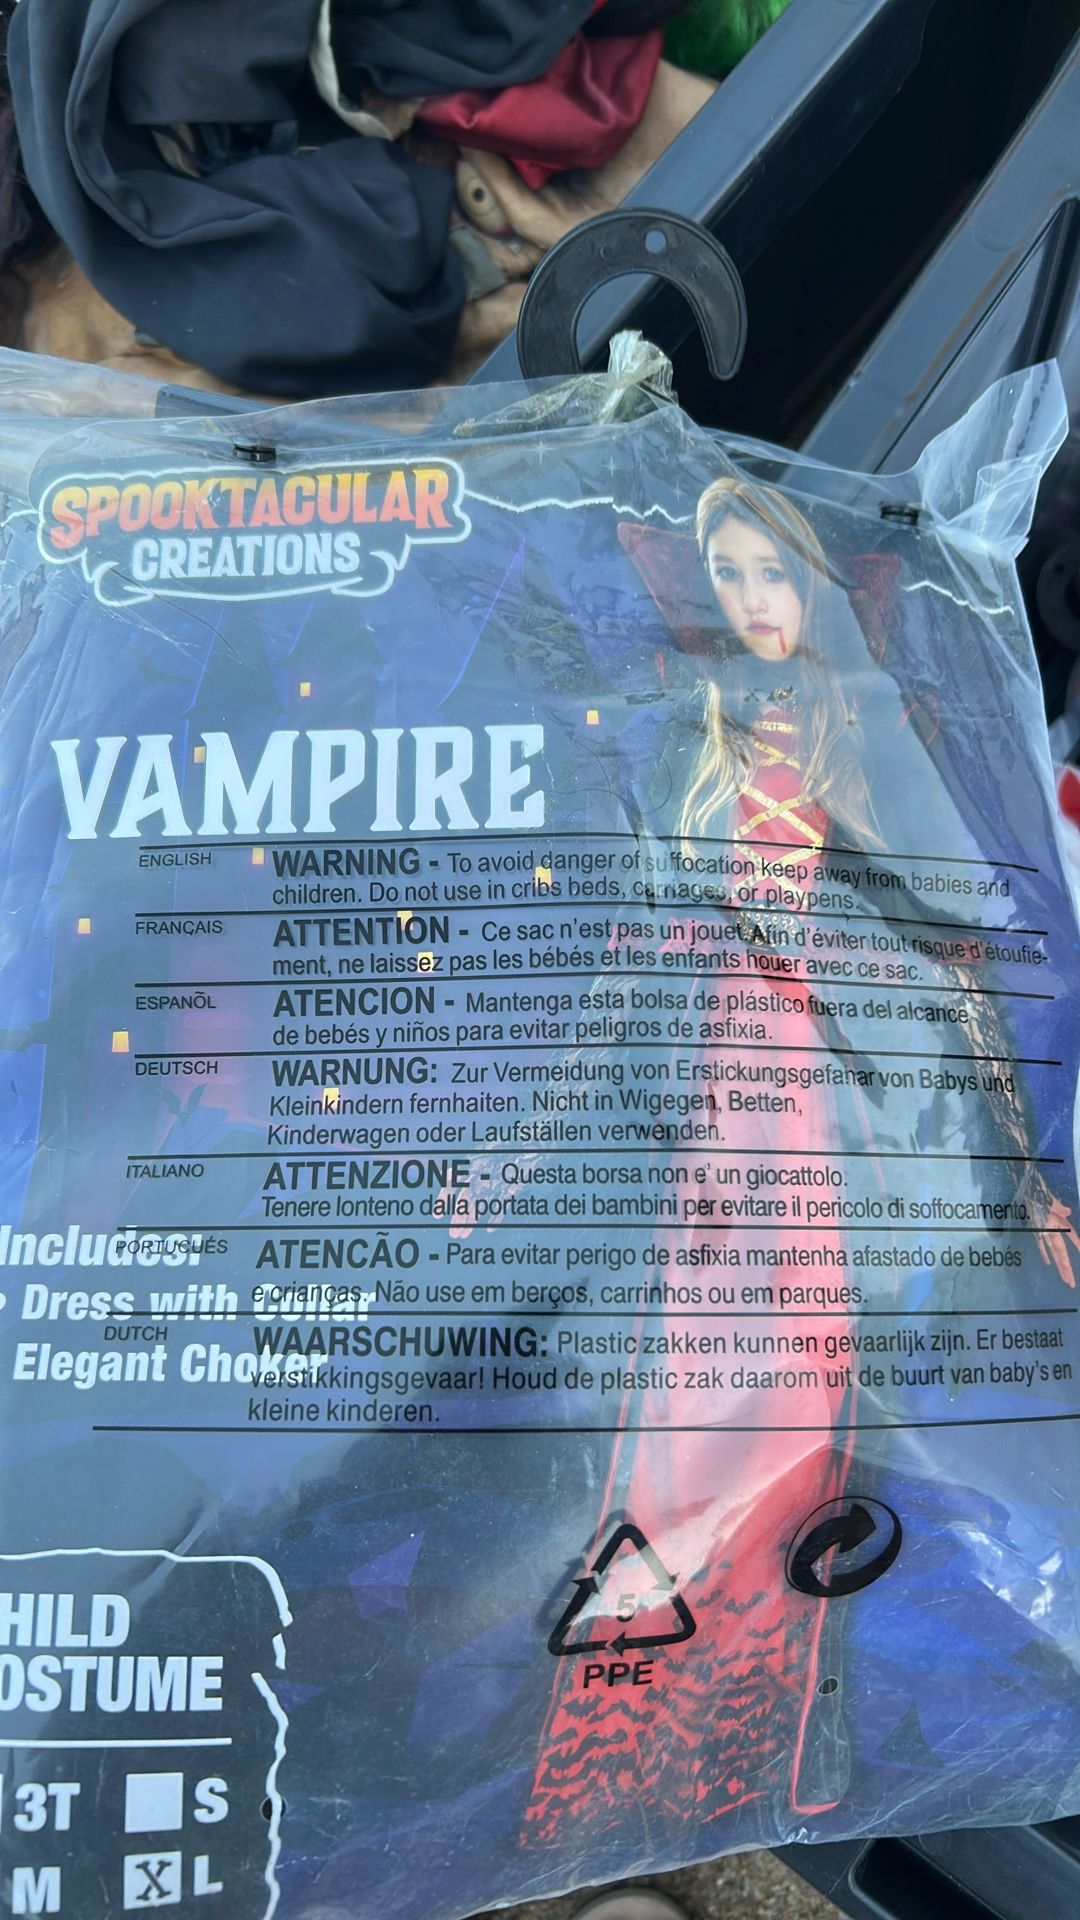 SPOOKTACULAR
CREATIONS
VAMPIRE
ENGLISH
WARNING - To avoid danger of suffocation keep away from babies and
children. Do not use in cribs beds, carriages, or playpens.
FRANÇAIS
ATTENTION - Ce sac n'est pas un jouet. Afin d'éviter tout risque d'étoufie-
ment, ne laissez pas les bébés et les enfants houer avec ce sac.
ESPANÕL
ATENCION - Mantenga esta bolsa de plástico fuera del alcance
de bebés y niños para evitar peligros de asfixia.
DEUTSCH
WARNUNG: Zur Vermeidung von Erstickungsgefahar von Babys und
Kleinkindern fernhaiten. Nicht in Wigegen, Betten,
Kinderwagen oder Laufställen verwenden.
ITALIANO
ATTENZIONE - Questa borsa non e' un giocattolo.
Tenere lonteno dalla portata dei bambini per evitare il pericolo di soffocamento.
PORTUGUÉS
ATENCÃO - Para evitar perigo de asfixia mantenha afastado de bebés
e crianças. Não use em berços, carrinhos ou em parques.
DUTCH
WAARSCHUWING: Plastic zakken kunnen gevaarlijk zijn. Er bestaat
verstikkingsgevaar! Houd de plastic zak daarom uit de buurt van baby's en
kleine kinderen.
Includes:
• Dress with Collar
Elegant Choker
5
PPE
HILD
OSTUME
3T
S
M
X L